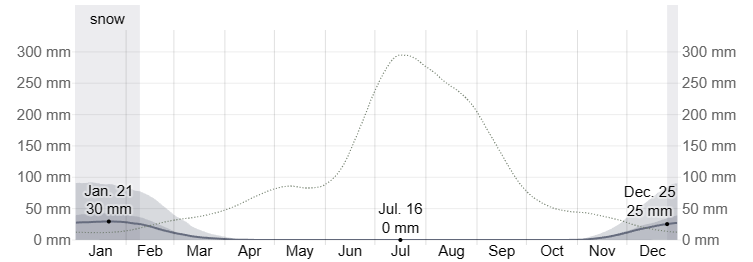 snow
300 mm 300 mm
250 mm 250 mm
200 mm 200 mm
150 mm 150 mm
100 mm 100 mm
Jan. 21 Dec. 25
50 mm 30 mm Jul. 16 25 mm 50 mm
0 mm
0 mm 0 mm
Jan Feb Mar Apr May Jun Jul Aug Sep Oct Nov Dec